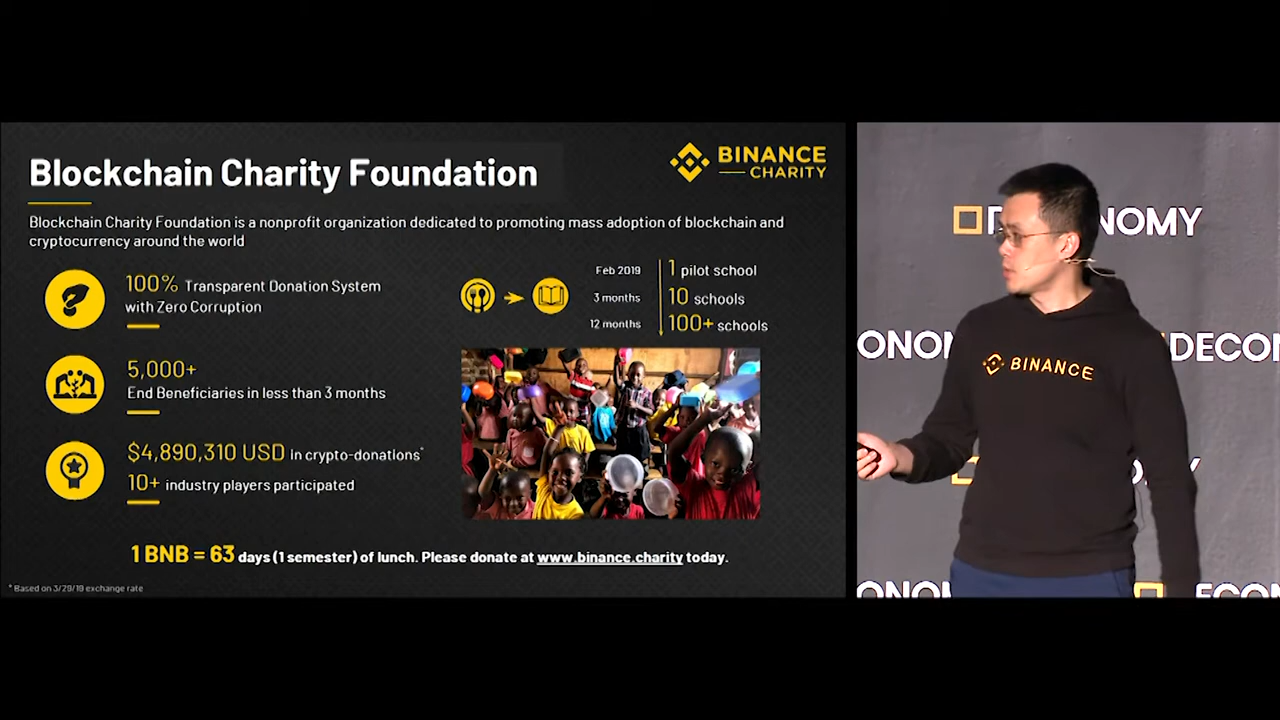 Blockchain Charity Foundation
BINANCE
CHARITY
Blockchain Charity Foundation is a nonprofit organization dedicated to promoting mass adoption of blockchain and
cryptocurrency around the world
100% Transparent Donation System
with Zero Corruption
5,000+
End Beneficiaries in less than 3 months
$4,890,310 USD in crypto-donations*
10+ industry players participated
Feb 2019 1 pilot school
3 months 10 schools
12 months 100+ schools
1 BNB = 63 days (1 semester) of lunch. Please donate at www.binance.charity today.
* Based on 3/29/19 exchange rate
D ONOMY
ONOM DECON
BINANCE
MY
ONOM ECON